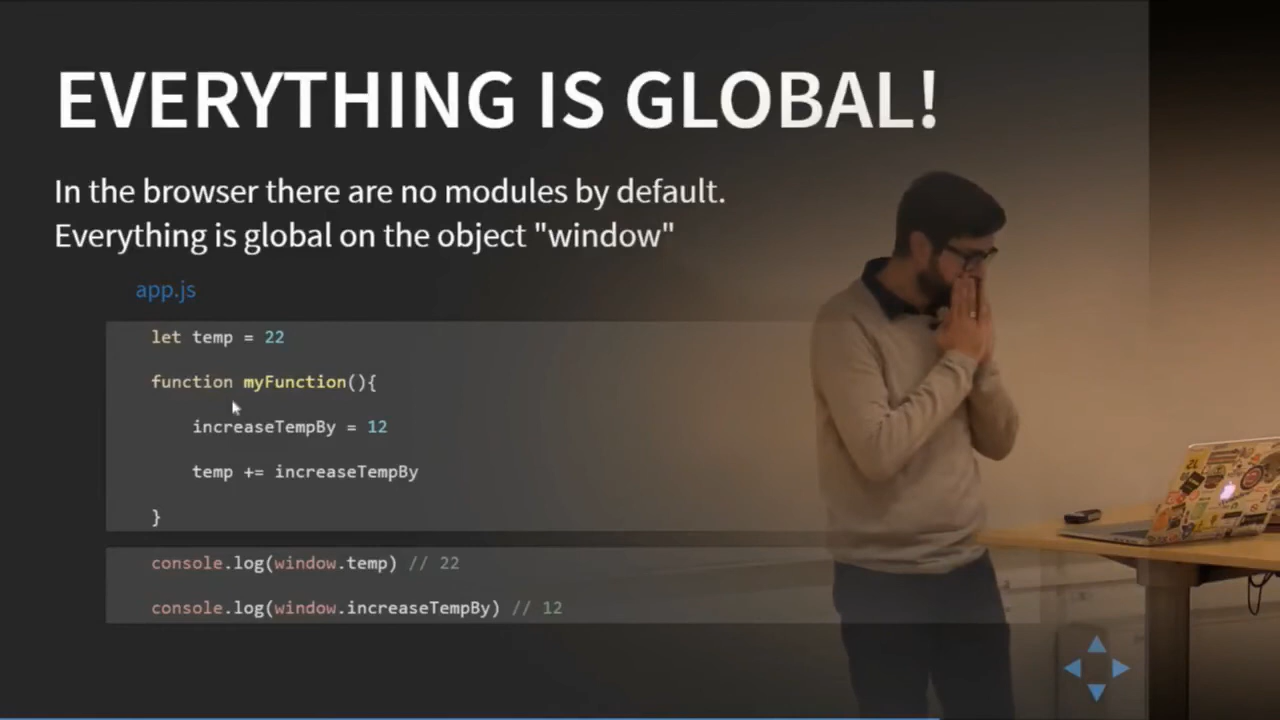 EVERYTHING IS GLOBAL!
In the browser there are no modules by default.
Everything is global on the object "window"
app.js
let temp = 22
function myFunction(){
increaseTempBy = 12
temp += increaseTempBy
}
console.log(window.temp) // 22
console.log(window.increaseTempBy) // 12